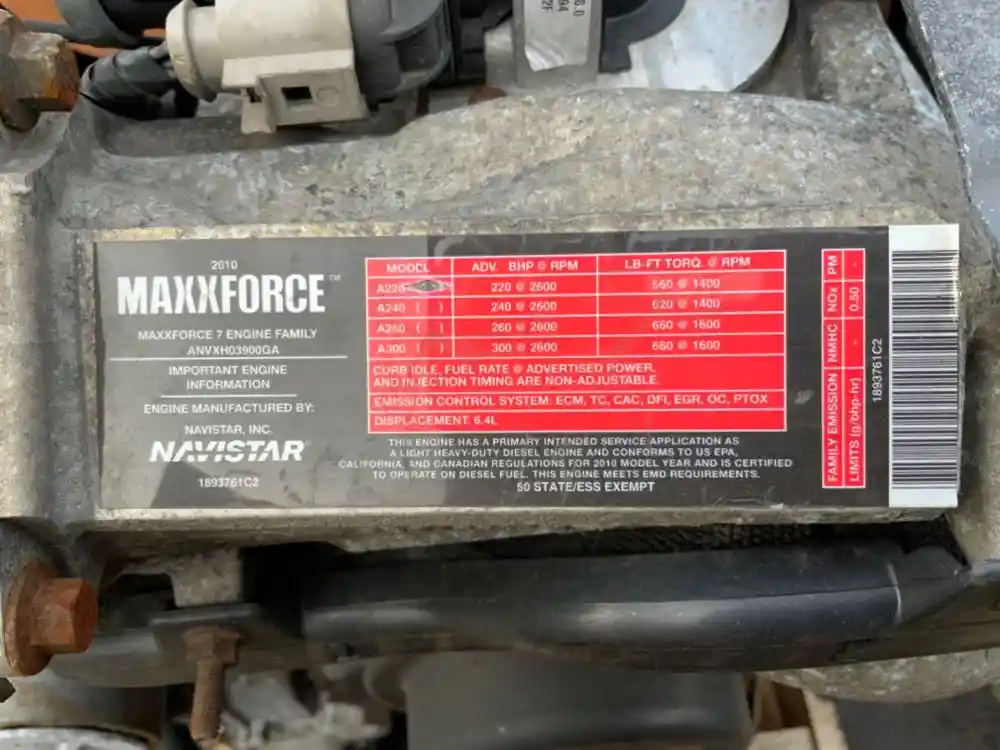 8.0
94
2F
2010
MAXXFORCE™
MAXXFORCE 7 ENGINE FAMILY
ANVXH03900GA
IMPORTANT ENGINE
INFORMATION
ENGINE MANUFACTURED BY:
NAVISTAR, INC.
NAVISTAR
1893761C2
MODEL ADV. BHP @ RPM LB-FT TORQ. @ RPM
A220 220 @ 2600 560 @ 1400
A240 ( ) 240 @ 2600 620 @ 1400
A260 ( ) 260 @ 2600 660 @ 1600
A300 ( ) 300 @ 2600 660 @ 1600
CURB IDLE, FUEL RATE @ ADVERTISED POWER,
AND INJECTION TIMING ARE NON-ADJUSTABLE.
EMISSION CONTROL SYSTEM: ECM, TC, CAC, DFI, EGR, OC, PTOX
DISPLACEMENT 6.4L
THIS ENGINE HAS A PRIMARY INTENDED SERVICE APPLICATION AS
A LIGHT HEAVY-DUTY DIESEL ENGINE AND CONFORMS TO US EPA,
CALIFORNIA, AND CANADIAN REGULATIONS FOR 2010 MODEL YEAR AND IS CERTIFIED
TO OPERATE ON DIESEL FUEL. THIS ENGINE MEETS EMD REQUIREMENTS.
50 STATE/ESS EXEMPT
FAMILY EMISSION NMHC NOx PM
LIMITS (g/bhp-hr) - 0.50 -
1893761C2